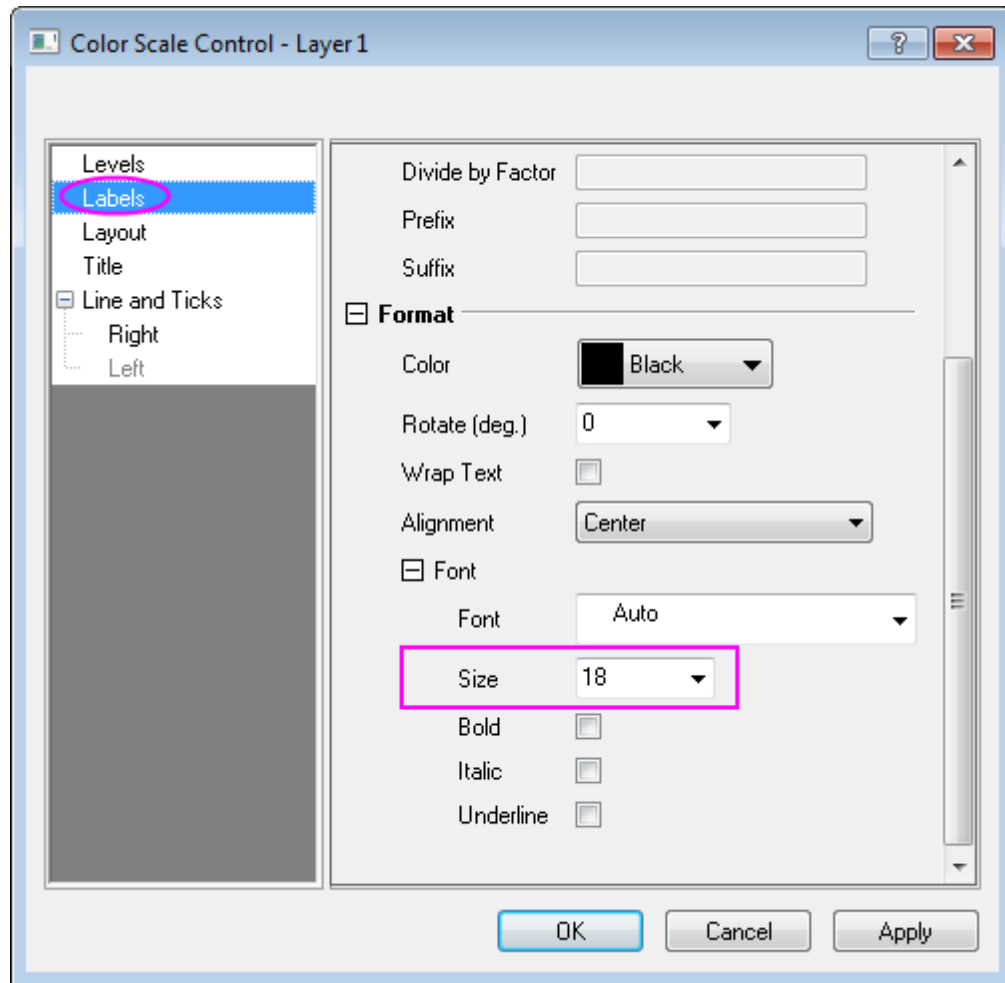 Color Scale Control - Layer 1
Levels
Labels
Layout
Title
Line and Ticks
Right
Left
Divide by Factor
Prefix
Suffix
Format
Color Black
Rotate (deg.) 0
Wrap Text
Alignment Center
Font
Font Auto
Size 18
Bold
Italic
Underline
OK Cancel Apply